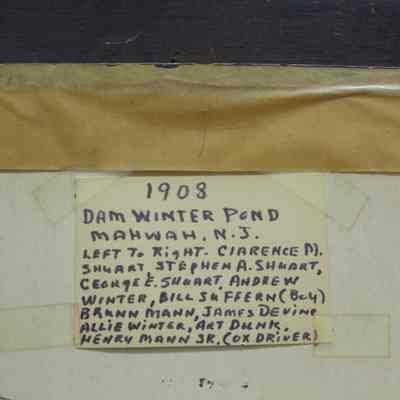 1908
DAM WINTER POND
MAHWAH, N.J.
LEFT TO RIGHT. CLARENCE M.
SHUART, STEPHEN A. SHUART,
GEORGE E. SHUART, ANDREW
WINTER, BILL SUFFERN (BOY)
MANN, JAMES DEVINE
ALLIE WINTER, ART DUNK,
HENRY MANN SR. (OX DRIVER)